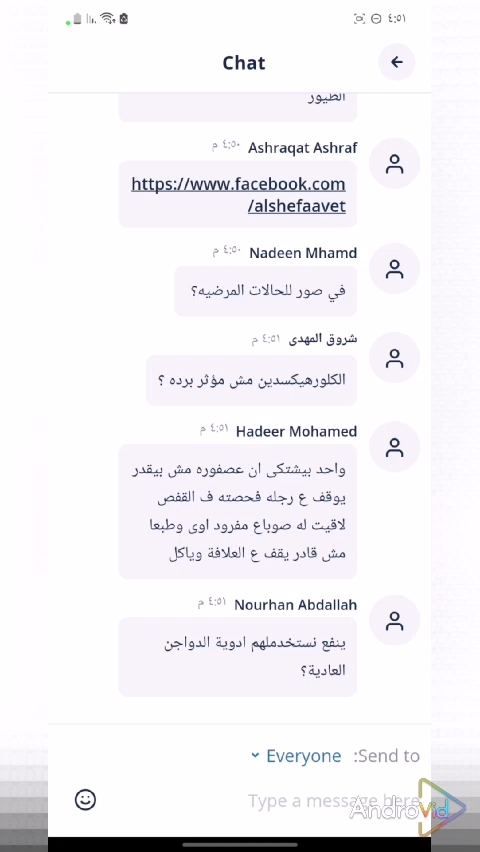 ٤:٥١
Chat
الطيور
Ashraqat Ashraf ٤:٥٠ م
https://www.facebook.com
/alshefaavet
Nadeen Mhamd ٤:٥٠ م
في صور للحالات المرضيه؟
شروق المهدى ٤:٥١ م
الكلورهيكسدين مش مؤثر برده ؟
Hadeer Mohamed ٤:٥١ م
واحد بيشتكى ان عصفوره مش بيقدر
يوقف ع رجله فحصته ف القفص
لاقيت له صوباع مفرود اوى وطبعا
مش قادر يقف ع العلافة وياكل
Nourhan Abdallah ٤:٥١ م
ينفع نستخدملهم ادوية الدواجن
العادية؟
Send to: Everyone
Type a message here
Androvid